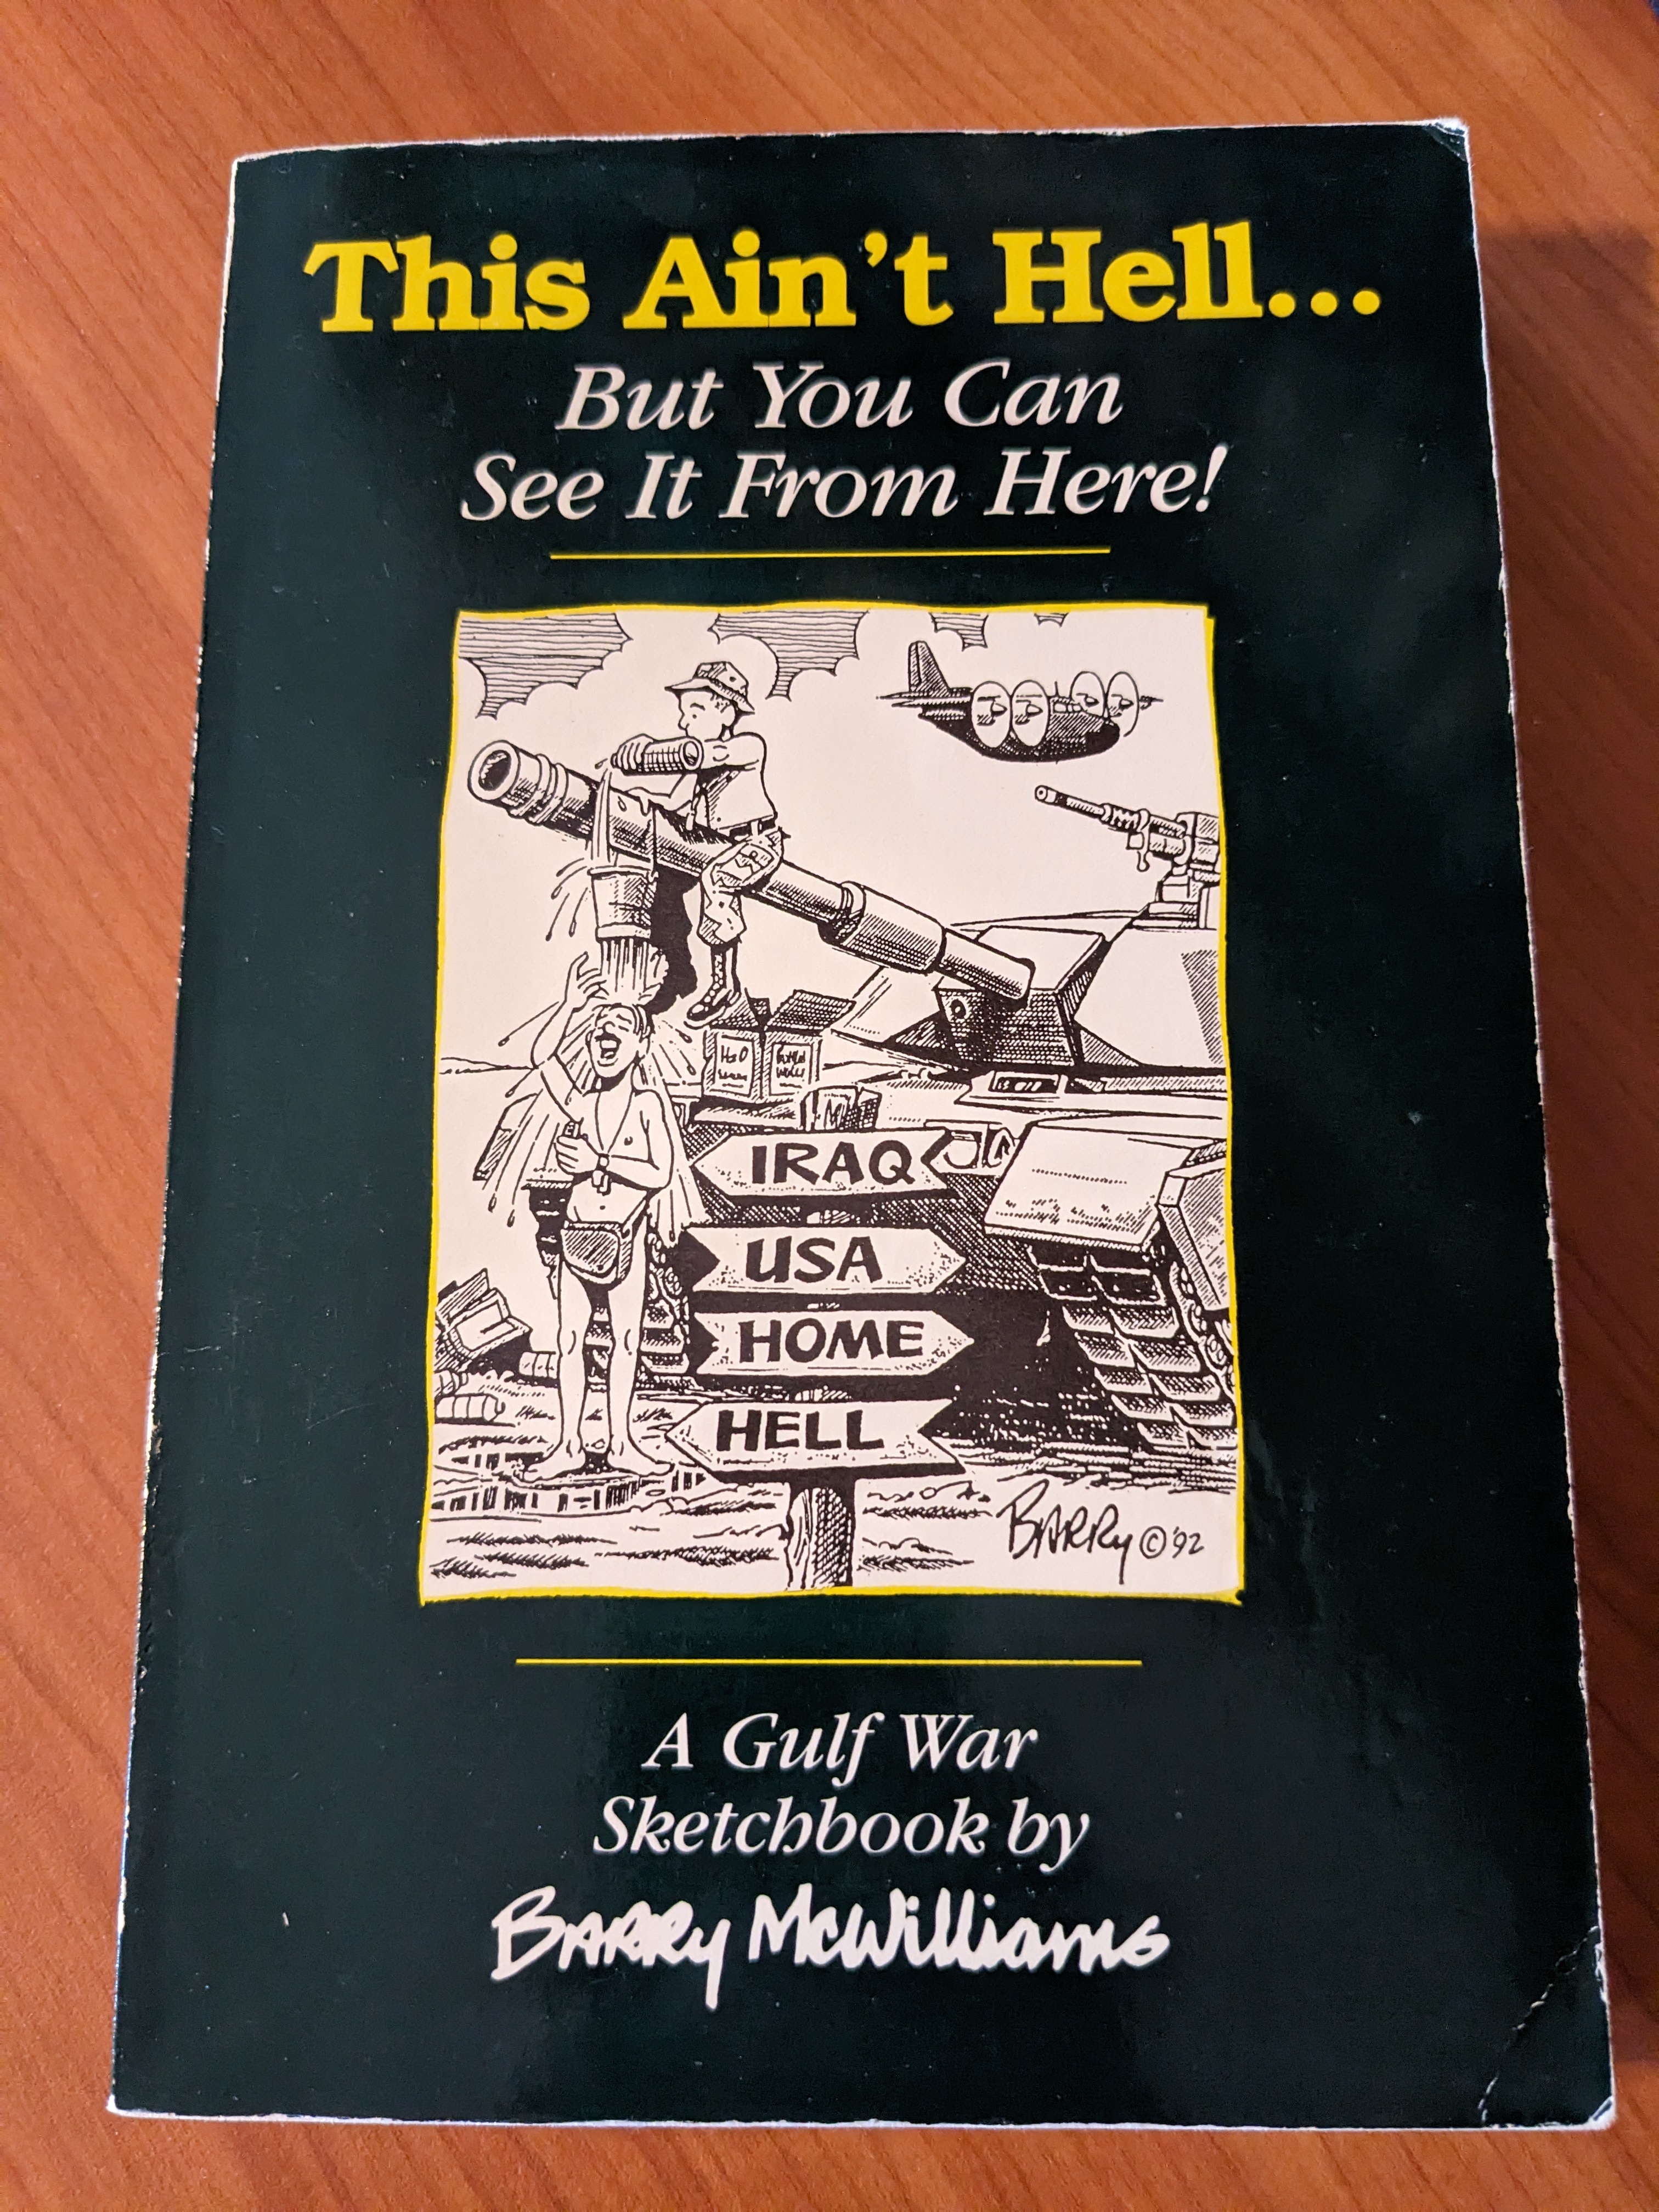 This Ain't Hell...
But You Can
See It From Here!
H2O
IRAQ
USA
HOME
HELL
BARRY © '92
A Gulf War
Sketchbook by
BARRY McWilliams